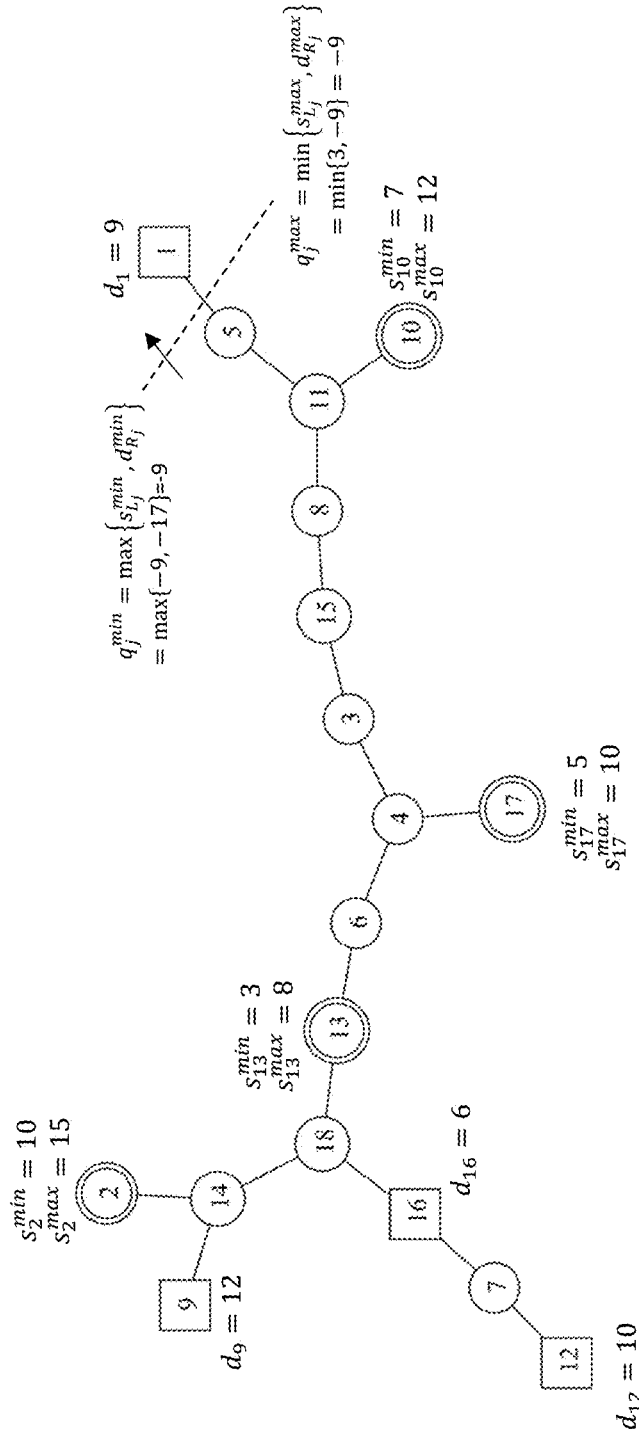 d_1 = 9
1
q_j^{max} = min{s_{L_j}^{max}, d_{R_j}^{max}}
= min{3, −9} = −9
5
q_j^{min} = max{s_{L_j}^{min}, d_{R_j}^{min}}
= max{−9, −17}=-9
11
10
s_{10}^{min} = 7
s_{10}^{max} = 12
8
15
3
4
17
s_{17}^{min} = 5
s_{17}^{max} = 10
6
13
s_{13}^{min} = 3
s_{13}^{max} = 8
18
14
2
s_2^{min} = 10
s_2^{max} = 15
9
d_9 = 12
16
d_{16} = 6
7
12
d_{12} = 10